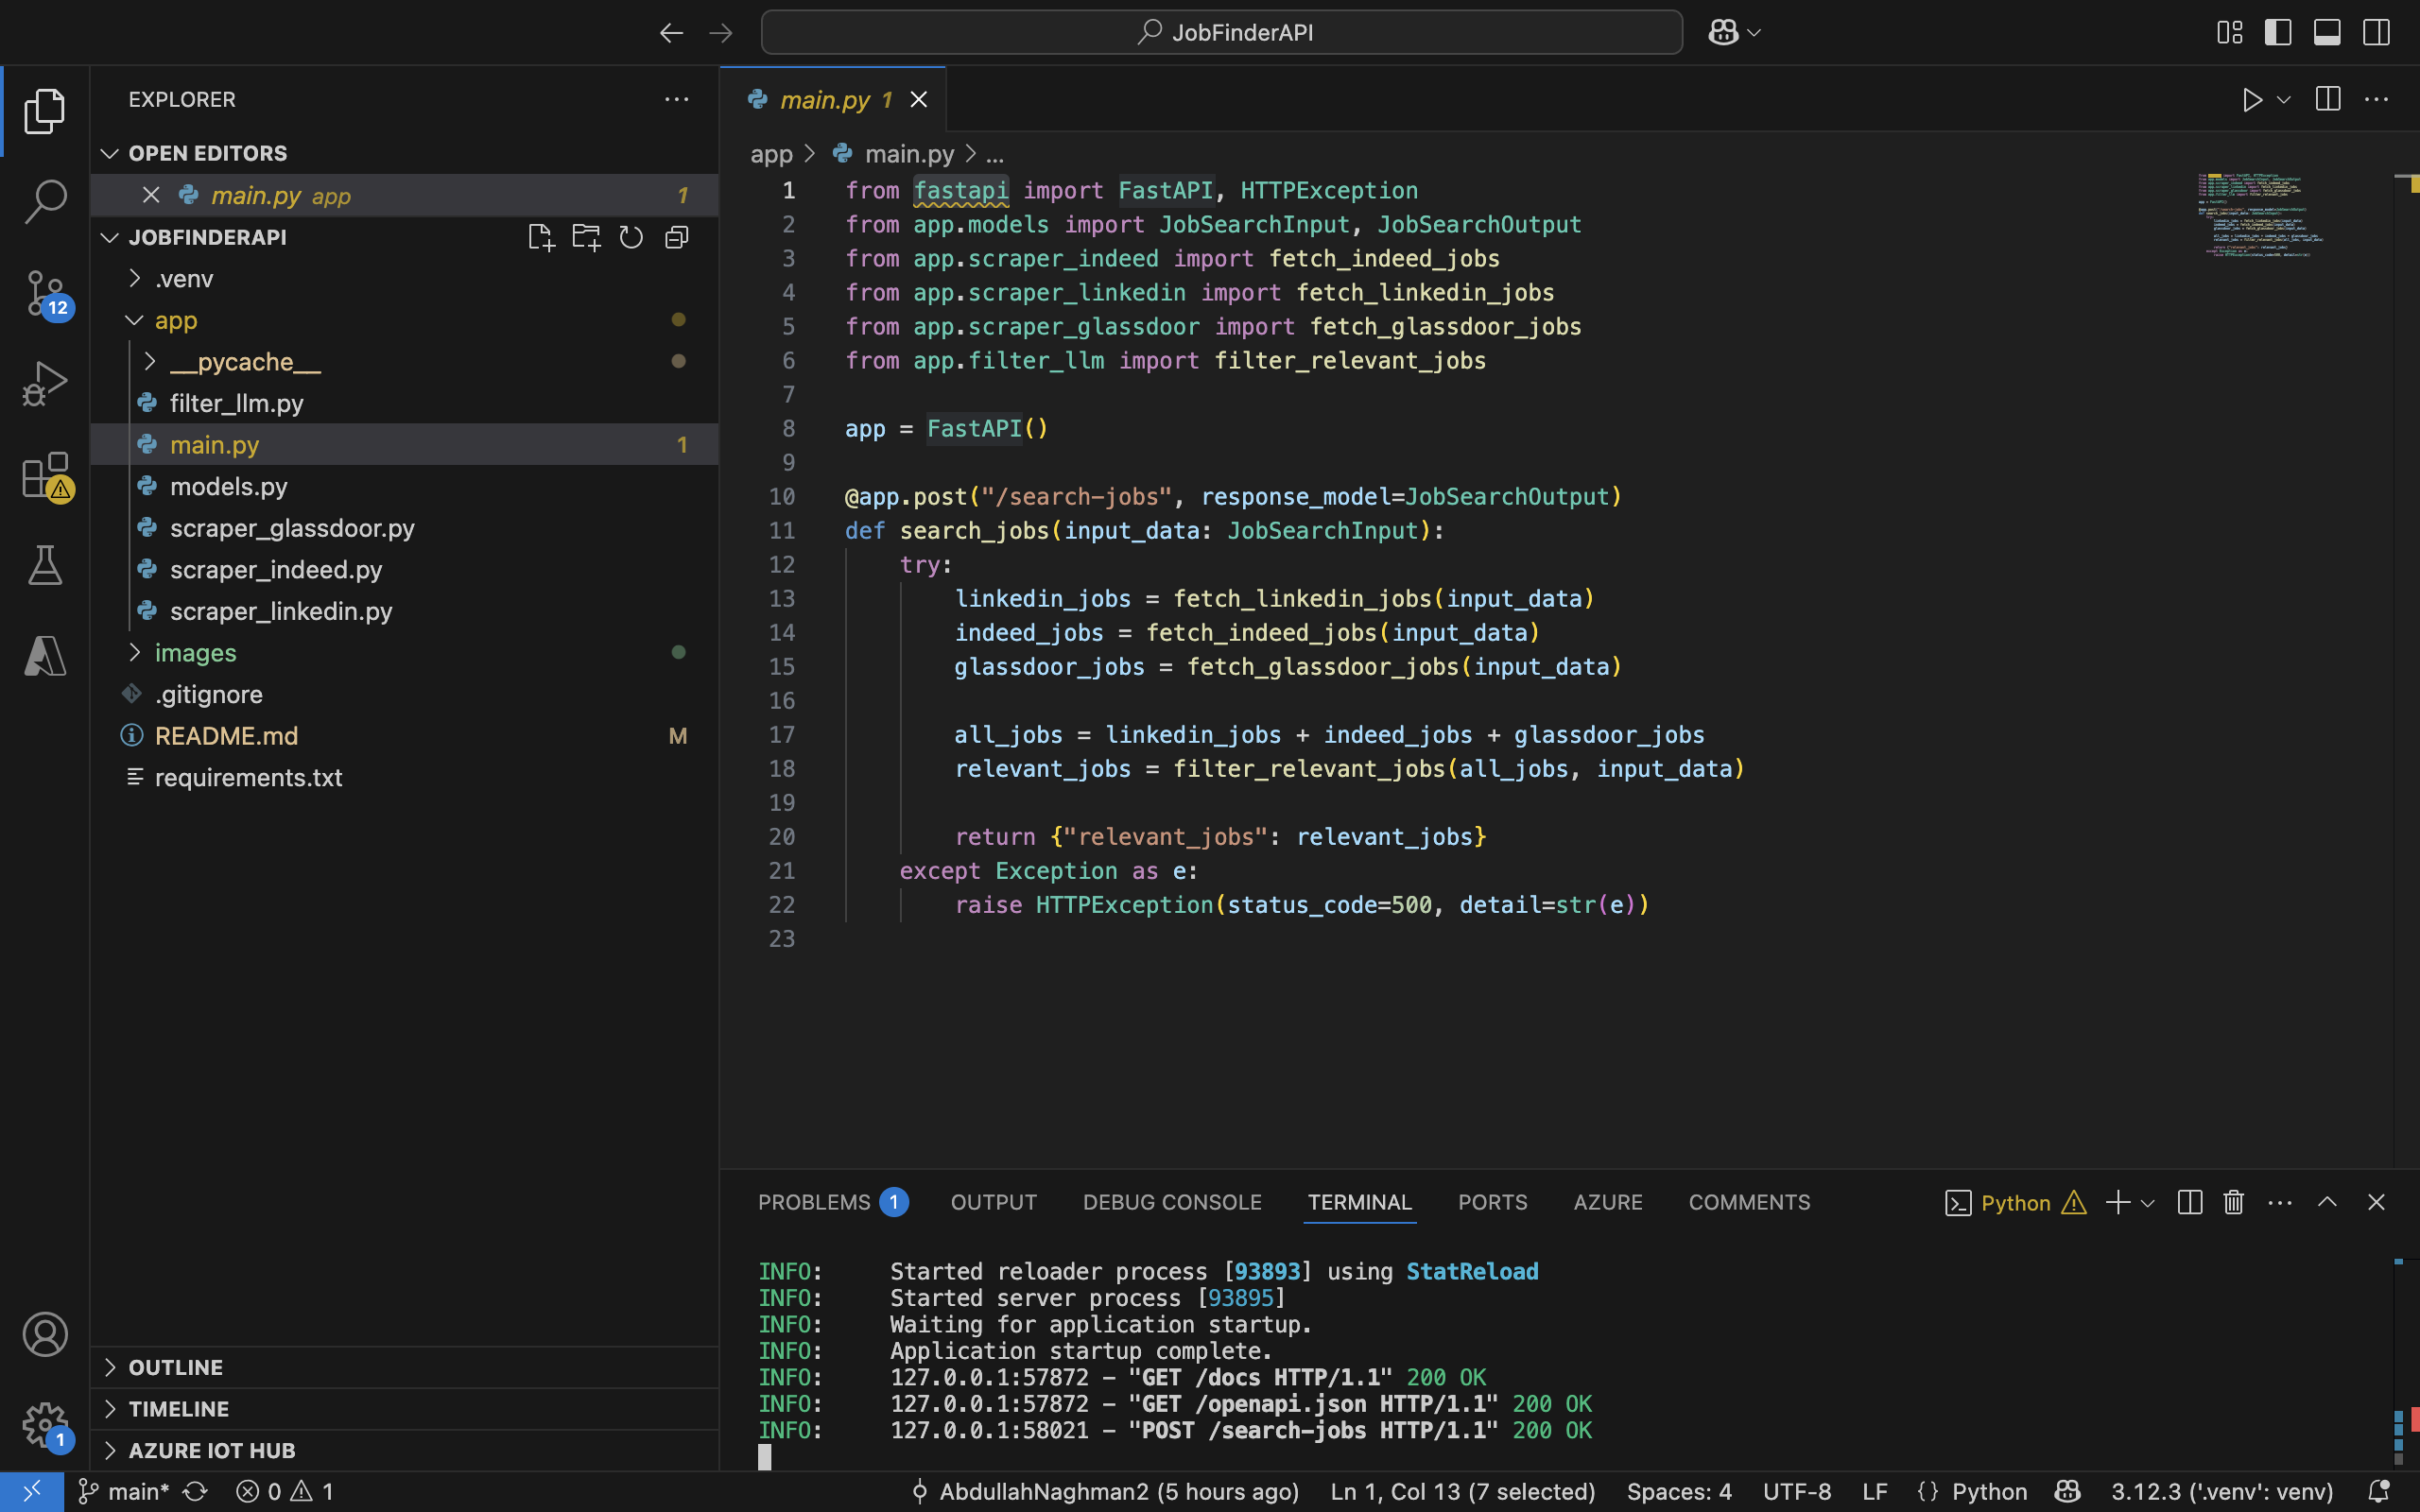 JobFinderAPI
EXPLORER
OPEN EDITORS
main.py app 1
JOBFINDERAPI
.venv
app
__pycache__
filter_llm.py
main.py 1
models.py
scraper_glassdoor.py
scraper_indeed.py
scraper_linkedin.py
images
.gitignore
README.md M
requirements.txt
OUTLINE
TIMELINE
AZURE IOT HUB
12
1
main.py 1
app > main.py > ...
1 from fastapi import FastAPI, HTTPException
2 from app.models import JobSearchInput, JobSearchOutput
3 from app.scraper_indeed import fetch_indeed_jobs
4 from app.scraper_linkedin import fetch_linkedin_jobs
5 from app.scraper_glassdoor import fetch_glassdoor_jobs
6 from app.filter_llm import filter_relevant_jobs
7
8 app = FastAPI()
9
10 @app.post("/search-jobs", response_model=JobSearchOutput)
11 def search_jobs(input_data: JobSearchInput):
12     try:
13         linkedin_jobs = fetch_linkedin_jobs(input_data)
14         indeed_jobs = fetch_indeed_jobs(input_data)
15         glassdoor_jobs = fetch_glassdoor_jobs(input_data)
16
17         all_jobs = linkedin_jobs + indeed_jobs + glassdoor_jobs
18         relevant_jobs = filter_relevant_jobs(all_jobs, input_data)
19
20         return {"relevant_jobs": relevant_jobs}
21     except Exception as e:
22         raise HTTPException(status_code=500, detail=str(e))
23
PROBLEMS 1 OUTPUT DEBUG CONSOLE TERMINAL PORTS AZURE COMMENTS Python
INFO:     Started reloader process [93893] using StatReload
INFO:     Started server process [93895]
INFO:     Waiting for application startup.
INFO:     Application startup complete.
INFO:     127.0.0.1:57872 - "GET /docs HTTP/1.1" 200 OK
INFO:     127.0.0.1:57872 - "GET /openapi.json HTTP/1.1" 200 OK
INFO:     127.0.0.1:58021 - "POST /search-jobs HTTP/1.1" 200 OK
main* 0 1 AbdullahNaghman2 (5 hours ago) Ln 1, Col 13 (7 selected) Spaces: 4 UTF-8 LF {} Python 3.12.3 ('.venv': venv)